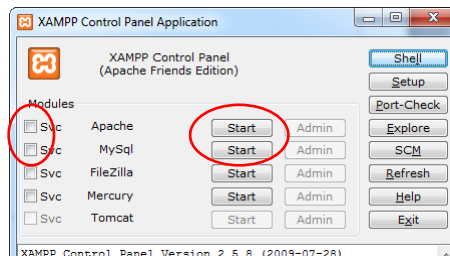 XAMPP Control Panel Application
XAMPP Control Panel
(Apache Friends Edition)
Shell
Setup
Modules
Port-Check
Svc Apache Start Admin Explore
Svc MySql Start Admin SCM
Svc FileZilla Start Admin Refresh
Svc Mercury Start Admin Help
Svc Tomcat Start Admin Exit
XAMPP Control Panel Version 2.5.8 (2009-07-28)